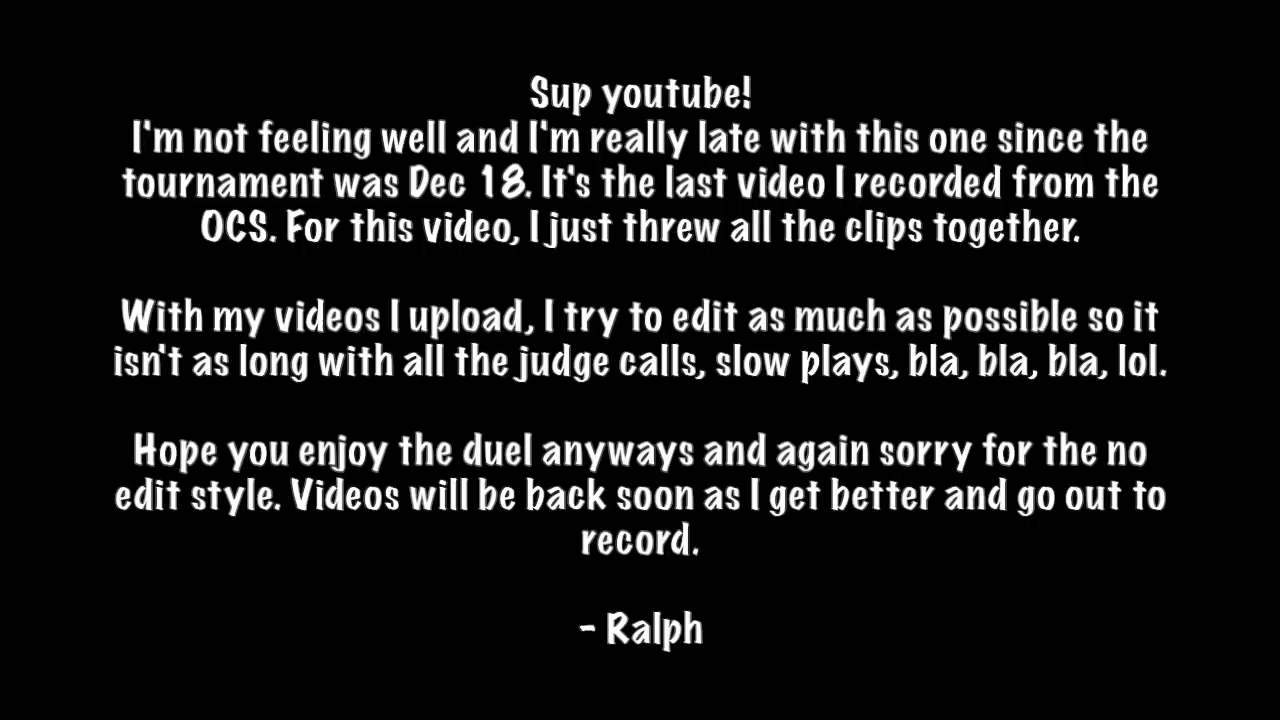 Sup youtube!
I'm not feeling well and I'm really late with this one since the
tournament was Dec 18. It's the last video I recorded from the
OCS. For this video, I just threw all the clips together.
With my videos I upload, I try to edit as much as possible so it
isn't as long with all the judge calls, slow plays, bla, bla, bla, lol.
Hope you enjoy the duel anyways and again sorry for the no
edit style. Videos will be back soon as I get better and go out to
record.
- Ralph